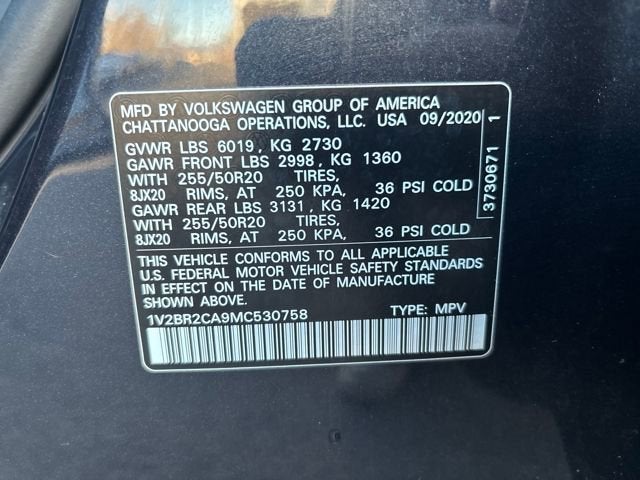 MFD BY VOLKSWAGEN GROUP OF AMERICA
CHATTANOOGA OPERATIONS, LLC. USA 09/2020
GVWR LBS 6019, KG 2730
GAWR FRONT LBS 2998, KG 1360
WITH 255/50R20 TIRES,
8JX20 RIMS, AT 250 KPA, 36 PSI COLD
GAWR REAR LBS 3131, KG 1420
WITH 255/50R20 TIRES,
8JX20 RIMS, AT 250 KPA, 36 PSI COLD
THIS VEHICLE CONFORMS TO ALL APPLICABLE
U.S. FEDERAL MOTOR VEHICLE SAFETY STANDARDS
IN EFFECT ON THE DATE OF MANUFACTURE
SHOWN ABOVE.
1V2BR2CA9MC530758 TYPE: MPV
3730671 1